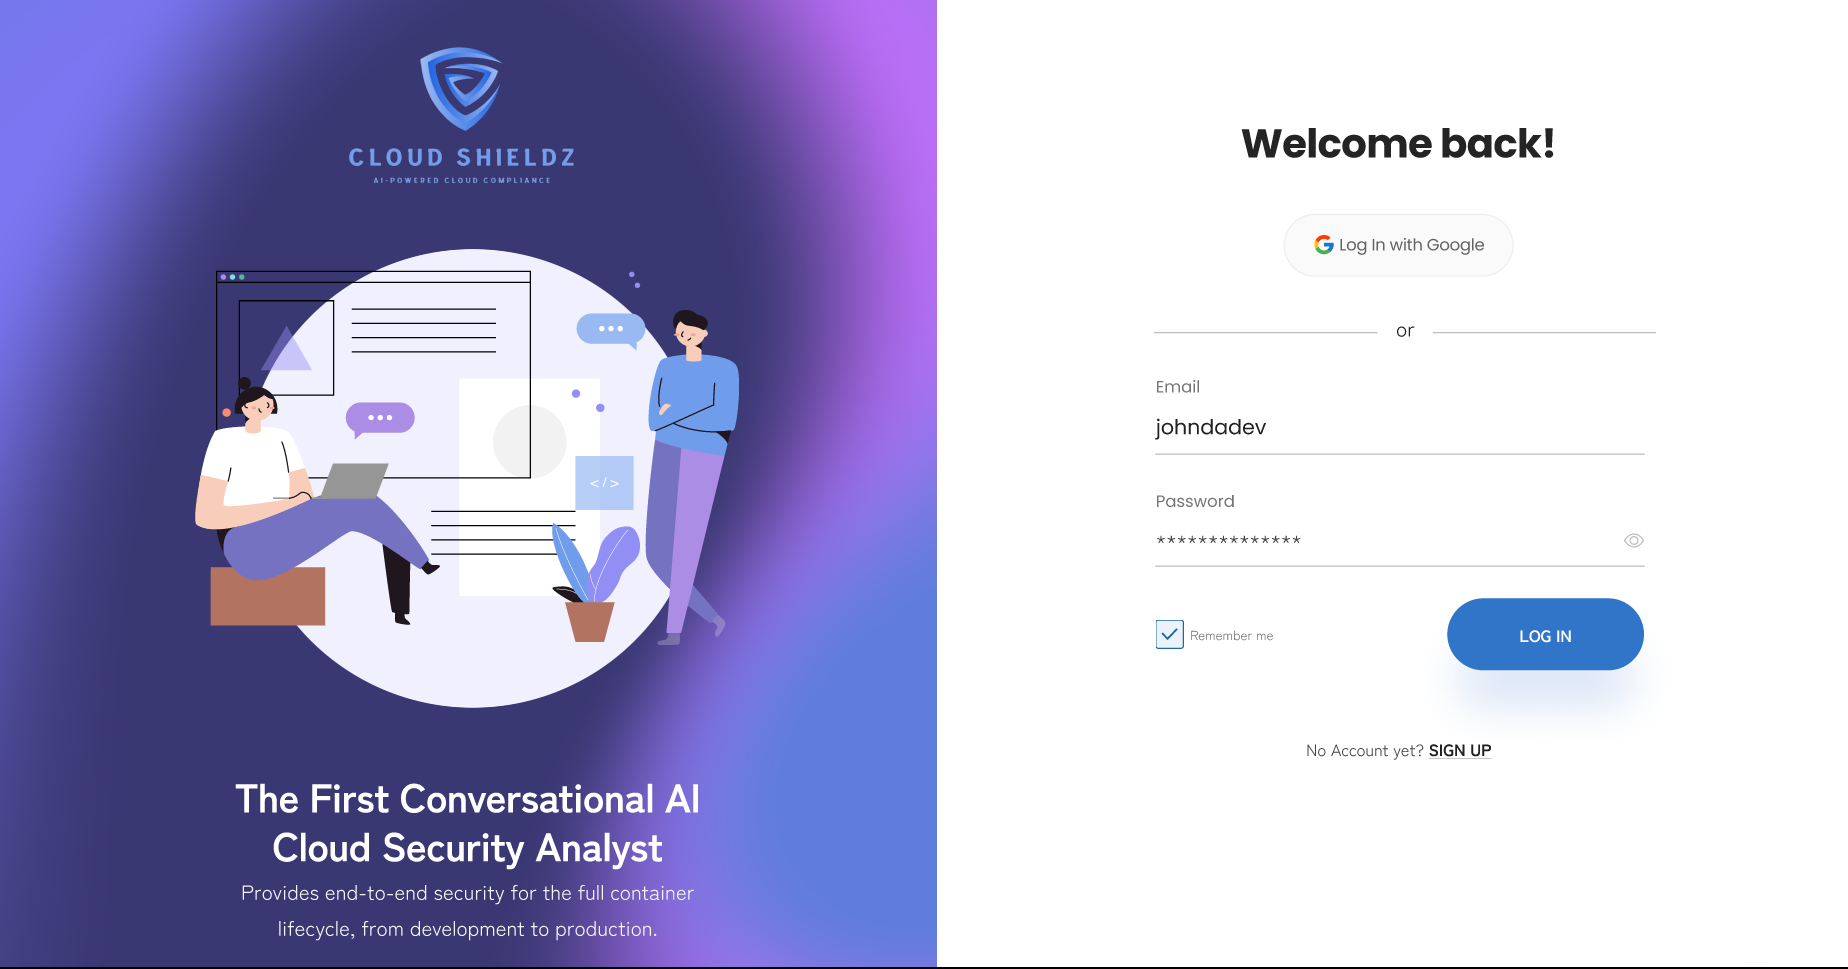 CLOUD SHIELDZ
AI-POWERED CLOUD COMPLIANCE
</>
The First Conversational AI
Cloud Security Analyst
Provides end-to-end security for the full container
lifecycle, from development to production.
Welcome back!
Log In with Google
or
Email
johndadev
Password
**************
Remember me
LOG IN
No Account yet? SIGN UP